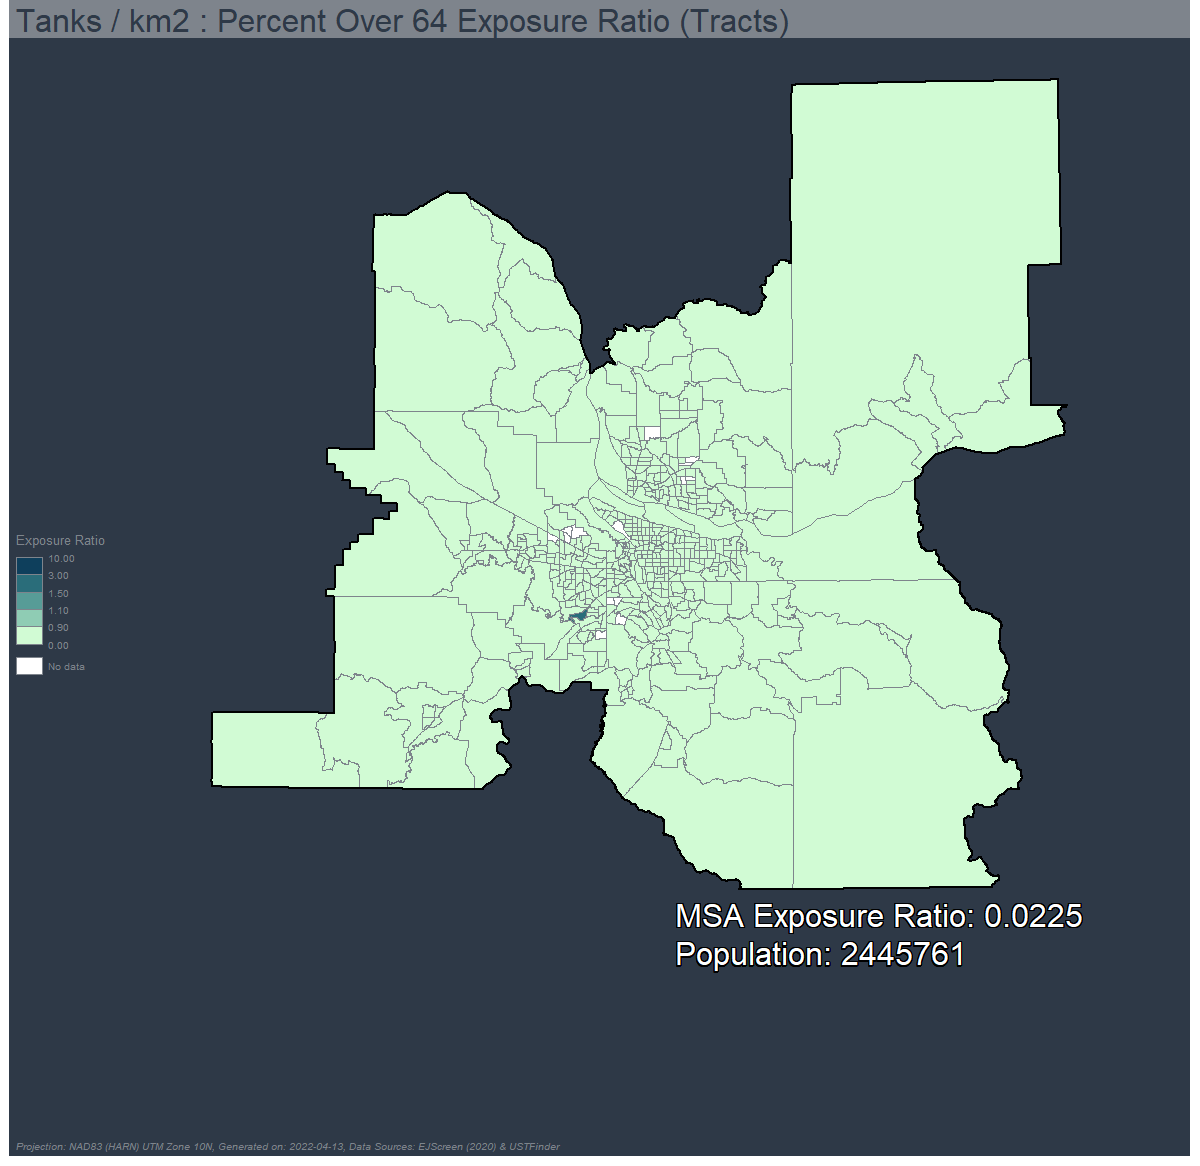 Tanks / km2 : Percent Over 64 Exposure Ratio (Tracts)
Exposure Ratio
10.00
3.00
1.50
1.10
0.90
0.00
No data
MSA Exposure Ratio: 0.0225
Population: 2445761
Projection: NAD83 (HARN) UTM Zone 10N, Generated on: 2022-04-13, Data Sources: EJScreen (2020) & USTFinder